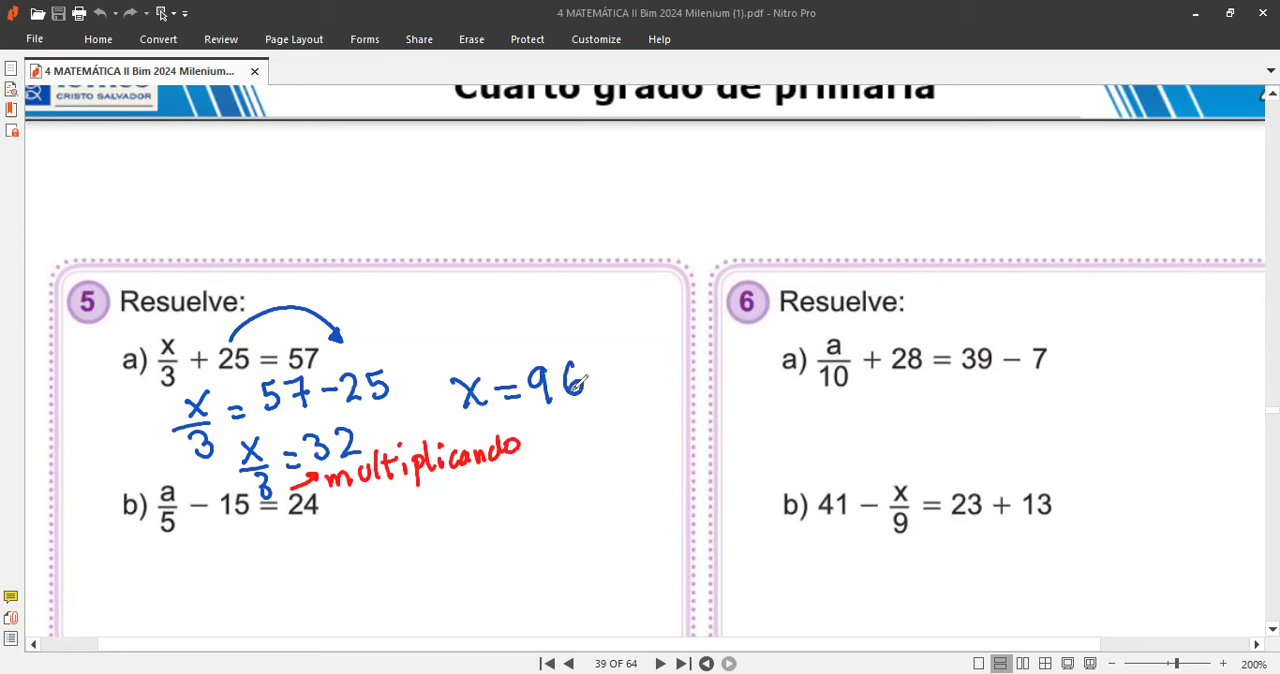 4 MATEMÁTICA II Bim 2024 Milenium (1).pdf - Nitro Pro
File Home Convert Review Page Layout Forms Share Erase Protect Customize Help
4 MATEMÁTICA II Bim 2024 Milenium...
CRISTO SALVADOR
Cuarto grado de primaria
5 Resuelve:
a) x/3 + 25 = 57
x/3 = 57 - 25
x/3 = 32
multiplicando
x = 96
b) a/5 − 15 = 24
6 Resuelve:
a) a/10 + 28 = 39 − 7
b) 41 − x/9 = 23 + 13
39 OF 64
200%